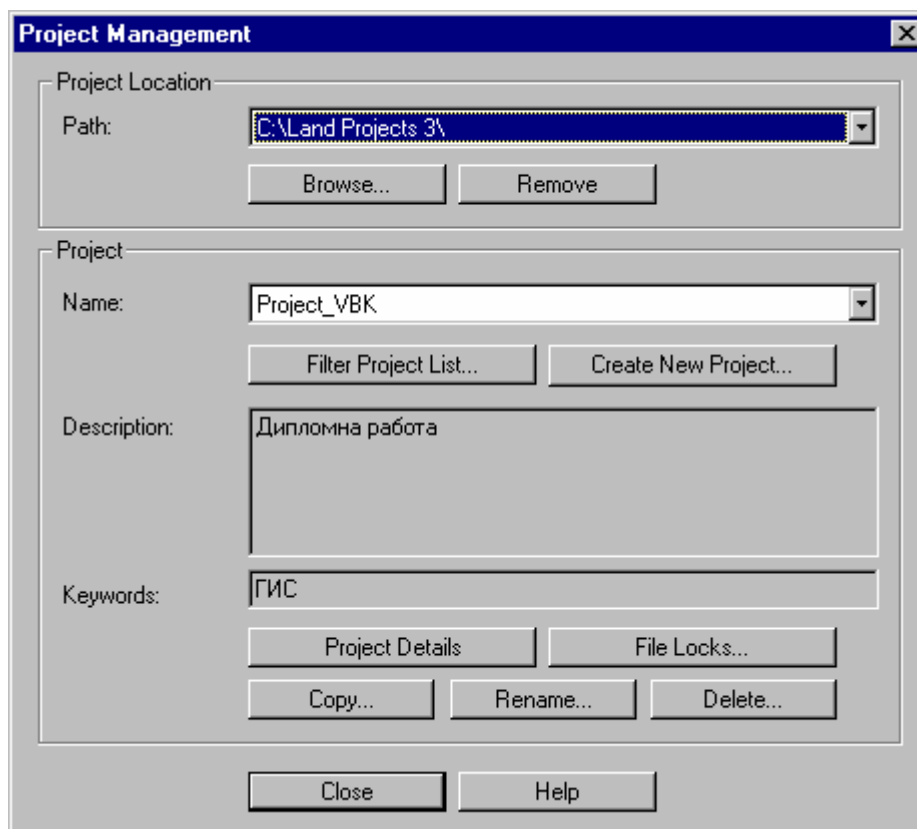 Project Management
Project Location
Path: C:\Land Projects 3\
Browse... Remove
Project
Name: Project_VBK
Filter Project List... Create New Project...
Description: Дипломна работа
Keywords: ГИС
Project Details File Locks...
Copy... Rename... Delete...
Close Help